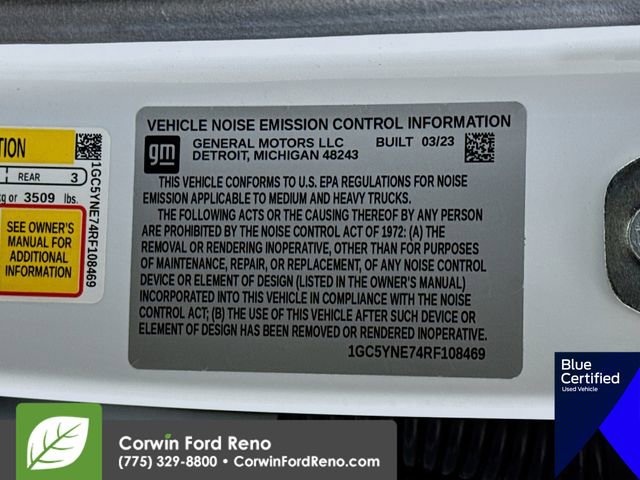 TION
REAR 3
kg or 3509 lbs.
SEE OWNER'S
MANUAL FOR
ADDITIONAL
INFORMATION
1GC5YNE74RF108469
VEHICLE NOISE EMISSION CONTROL INFORMATION
gm
GENERAL MOTORS LLC BUILT 03/23
DETROIT, MICHIGAN 48243
THIS VEHICLE CONFORMS TO U.S. EPA REGULATIONS FOR NOISE
EMISSION APPLICABLE TO MEDIUM AND HEAVY TRUCKS.
THE FOLLOWING ACTS OR THE CAUSING THEREOF BY ANY PERSON
ARE PROHIBITED BY THE NOISE CONTROL ACT OF 1972: (A) THE
REMOVAL OR RENDERING INOPERATIVE, OTHER THAN FOR PURPOSES
OF MAINTENANCE, REPAIR, OR REPLACEMENT, OF ANY NOISE CONTROL
DEVICE OR ELEMENT OF DESIGN (LISTED IN THE OWNER'S MANUAL)
INCORPORATED INTO THIS VEHICLE IN COMPLIANCE WITH THE NOISE
CONTROL ACT; (B) THE USE OF THIS VEHICLE AFTER SUCH DEVICE OR
ELEMENT OF DESIGN HAS BEEN REMOVED OR RENDERED INOPERATIVE.
1GC5YNE74RF108469
Blue
Certified
Used Vehicle
Corwin Ford Reno
(775) 329-8800 • CorwinFordReno.com